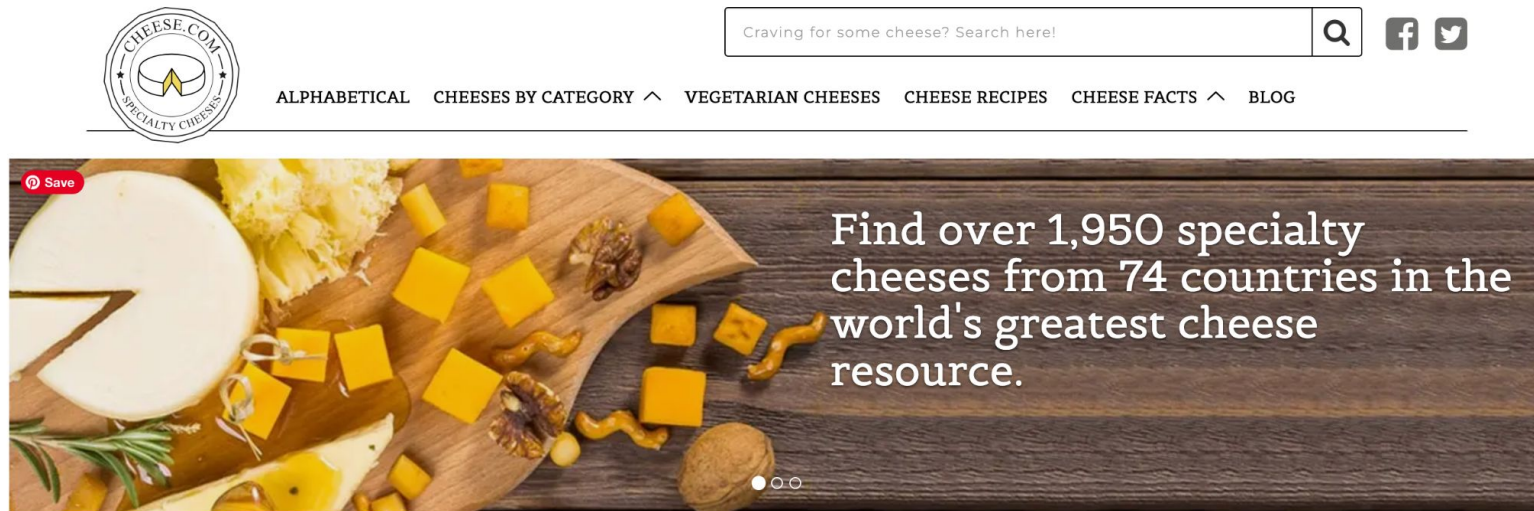 CHEESE.COM
SPECIALTY CHEESES
Craving for some cheese? Search here!
ALPHABETICAL CHEESES BY CATEGORY VEGETARIAN CHEESES CHEESE RECIPES CHEESE FACTS BLOG
Save
Find over 1,950 specialty
cheeses from 74 countries in the
world's greatest cheese
resource.